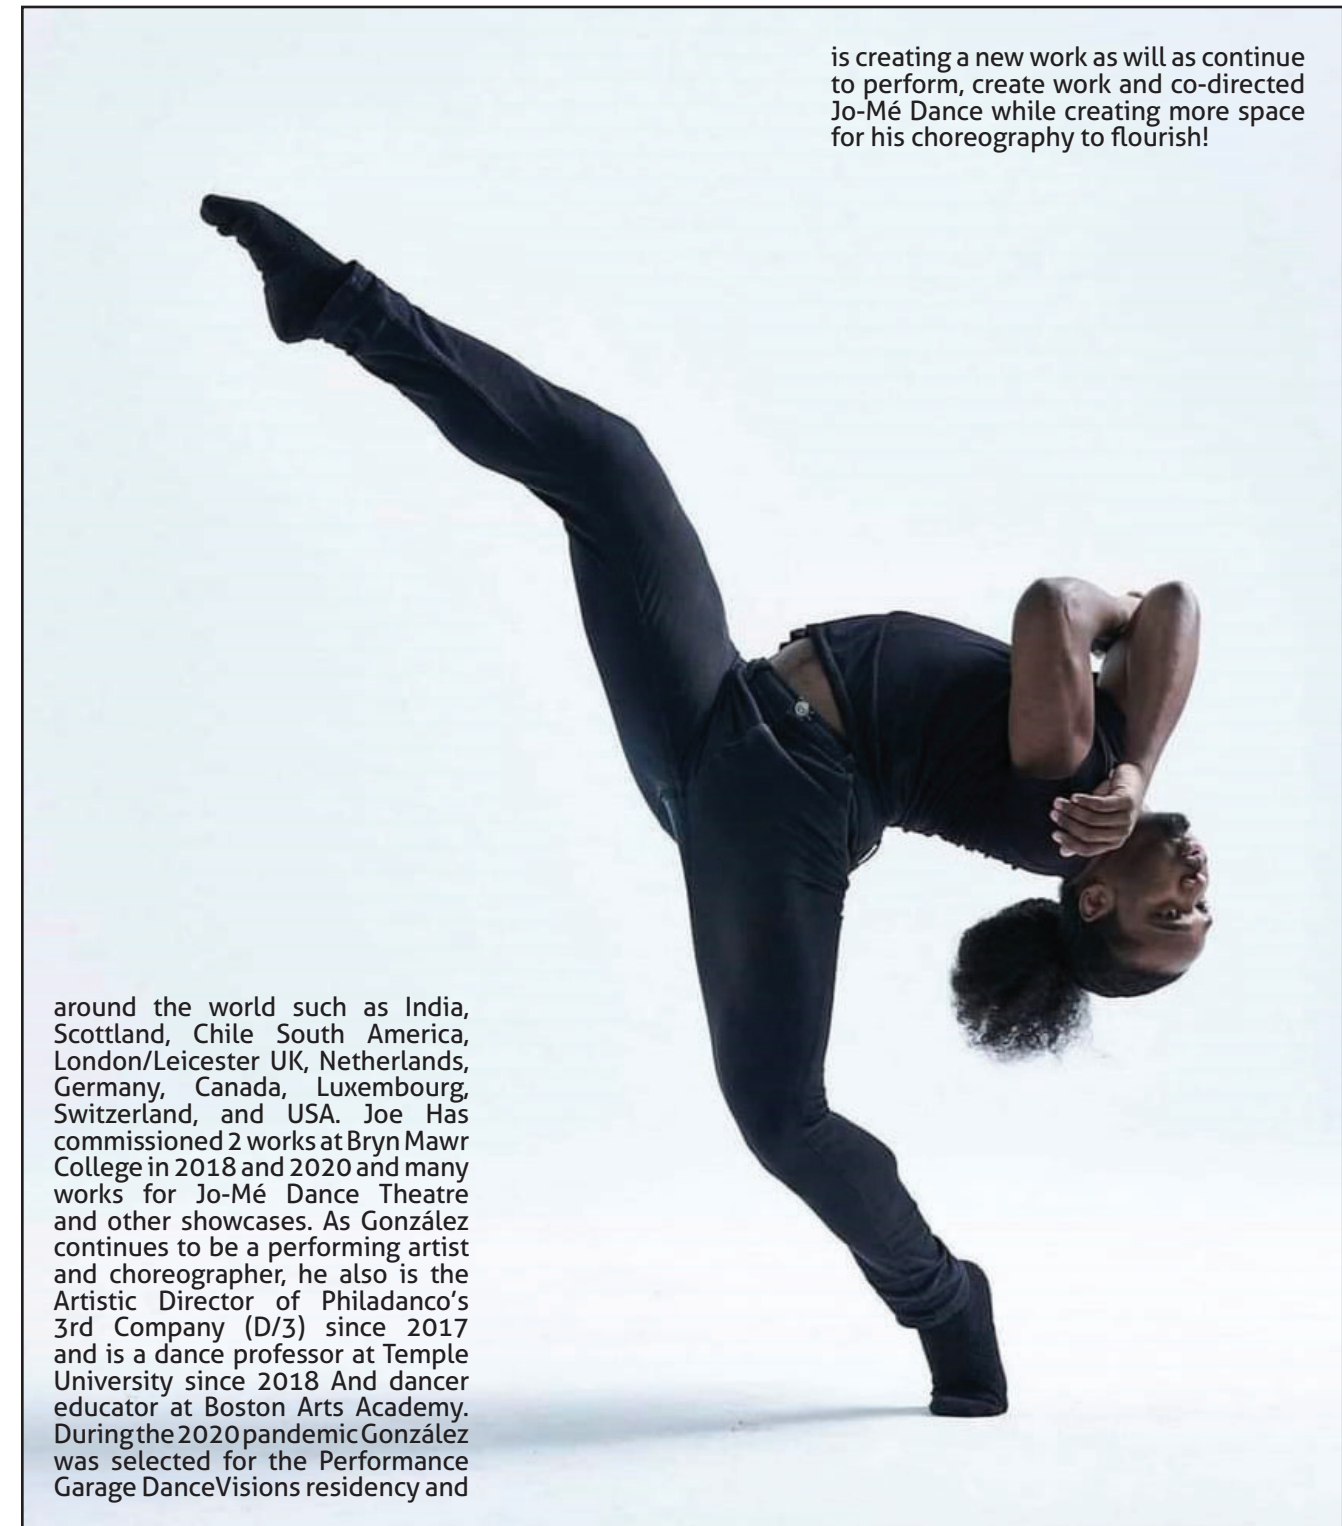 around the world such as India,
Scottland, Chile South America,
London/Leicester UK, Netherlands,
Germany, Canada, Luxembourg,
Switzerland, and USA. Joe Has
commissioned 2 works at Bryn Mawr
College in 2018 and 2020 and many
works for Jo-Mé Dance Theatre
and other showcases. As González
continues to be a performing artist
and choreographer, he also is the
Artistic Director of Philadanco’s
3rd Company (D/3) since 2017
and is a dance professor at Temple
University since 2018 And dancer
educator at Boston Arts Academy.
During the 2020 pandemic González
was selected for the Performance
Garage DanceVisions residency and
is creating a new work as will as continue
to perform, create work and co-directed
Jo-Mé Dance while creating more space
for his choreography to flourish!